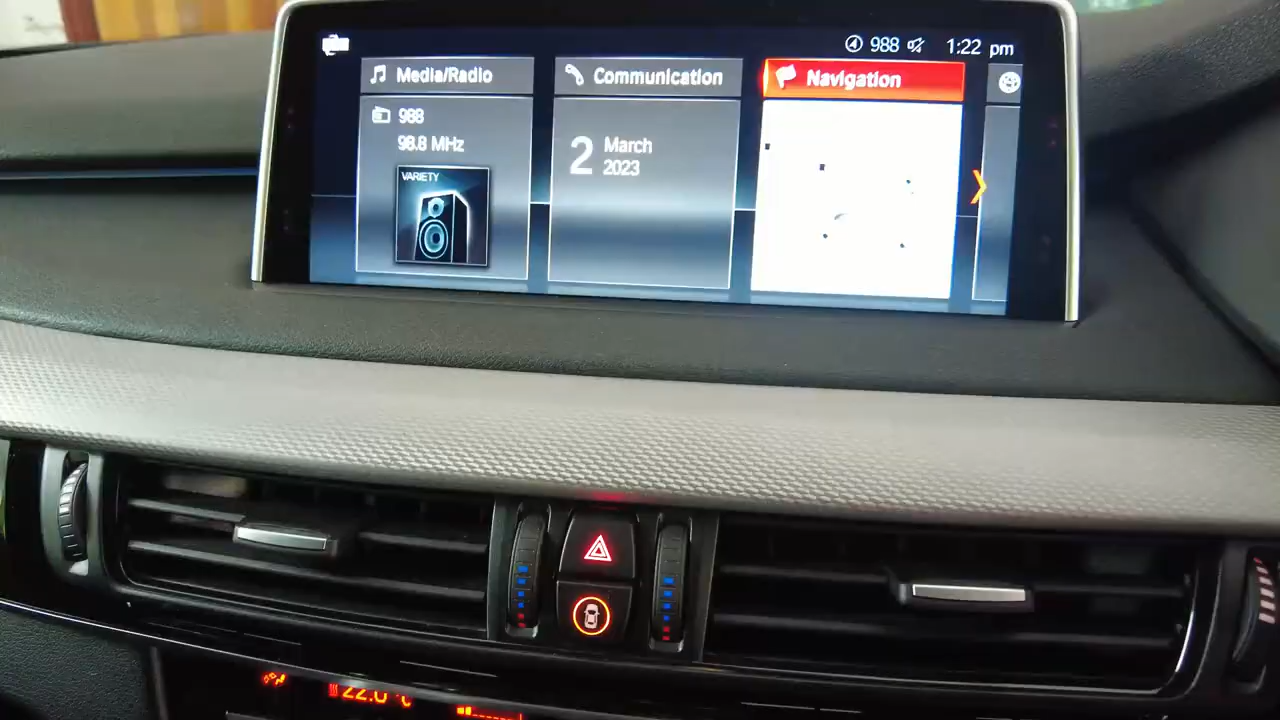 988 1:22 pm
Media/Radio
988
98.8 MHz
VARIETY
Communication
2 March
2023
Navigation
22.0 °C